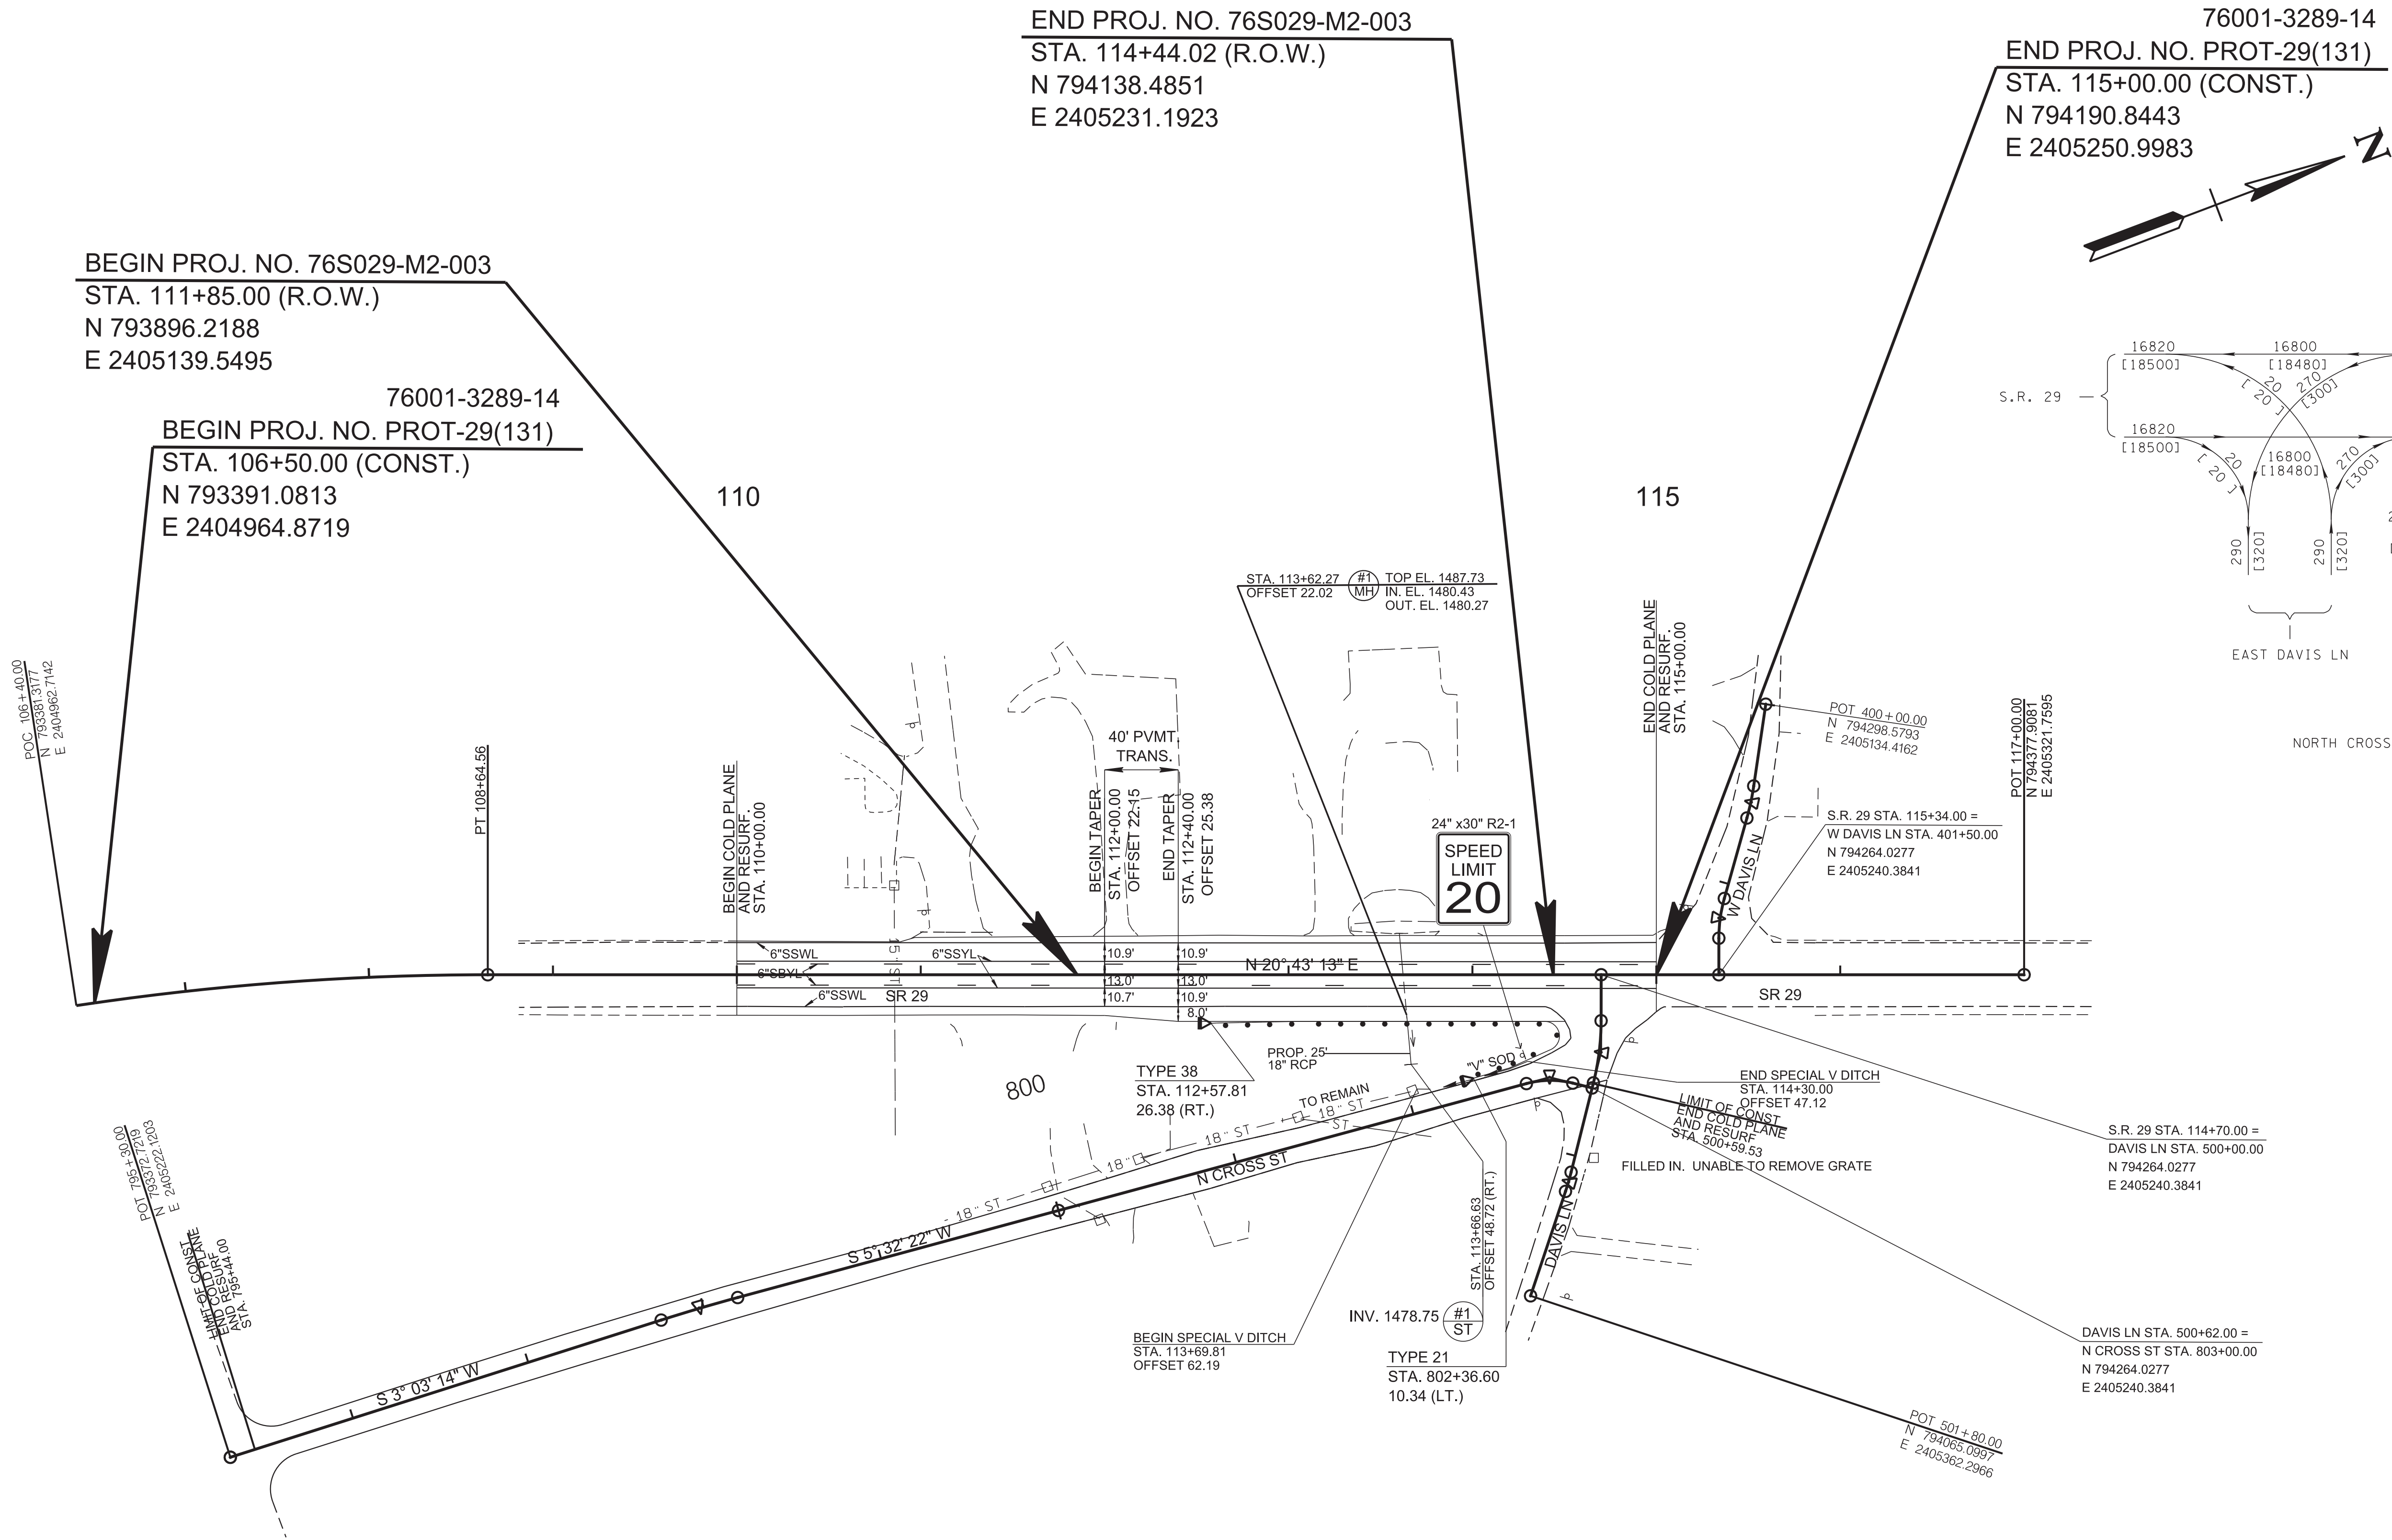 END PROJ. NO. 76S029-M2-003
STA. 114+44.02 (R.O.W.)
N 794138.4851
E 2405231.1923
76001-3289-14
END PROJ. NO. PROT-29(131)
STA. 115+00.00 (CONST.)
N 794190.8443
E 2405250.9983
N
BEGIN PROJ. NO. 76S029-M2-003
STA. 111+85.00 (R.O.W.)
N 793896.2188
E 2405139.5495
76001-3289-14
BEGIN PROJ. NO. PROT-29(131)
STA. 106+50.00 (CONST.)
N 793391.0813
E 2404964.8719
110
115
S.R. 29
16820
[18500]
16800
[18480]
20
[ 20 ]
270
[300]
16820
[18500]
20
[ 20 ]
16800
[18480]
270
[300]
290
[320]
290
[320]
EAST DAVIS LN
NORTH CROSS
STA. 113+62.27
OFFSET 22.02
#1
MH
TOP EL. 1487.73
IN. EL. 1480.43
OUT. EL. 1480.27
POC 106+40.00
N 793381.3177
E 2404962.7142
PT 108+64.56
BEGIN COLD PLANE
AND RESURF.
STA. 110+00.00
40' PVMT.
TRANS.
BEGIN TAPER
STA. 112+00.00
OFFSET 22.15
END TAPER
STA. 112+40.00
OFFSET 25.38
24" x30" R2-1
SPEED
LIMIT
20
END COLD PLANE
AND RESURF.
STA. 115+00.00
POT 400+00.00
N 794298.5793
E 2405134.4162
W DAVIS LN
S.R. 29 STA. 115+34.00 =
W DAVIS LN STA. 401+50.00
N 794264.0277
E 2405240.3841
POT 117+00.00
N 794377.9081
E 2405321.7595
6"SSWL
6"SSYL
6"SBYL
6"SSWL
15" ST
SR 29
10.9'
10.9'
13.0'
13.0'
10.7'
10.9'
8.0'
N 20° 43' 13" E
SR 29
PROP. 25'
18" RCP
"V" SOD
TYPE 38
STA. 112+57.81
26.38 (RT.)
800
TO REMAIN
18" ST
ST
18" ST
18"
18" ST
N CROSS ST
S 5° 32' 22" W
S 3° 03' 14" W
END SPECIAL V DITCH
STA. 114+30.00
OFFSET 47.12
LIMIT OF CONST
END COLD PLANE
AND RESURF
STA. 500+59.53
FILLED IN. UNABLE TO REMOVE GRATE
S.R. 29 STA. 114+70.00 =
DAVIS LN STA. 500+00.00
N 794264.0277
E 2405240.3841
DAVIS LN
POT 795+30.00
N 793372.7219
E 2405222.1203
LIMIT OF CONST
END COLD PLANE
AND RESURF
STA. 795+44.00
BEGIN SPECIAL V DITCH
STA. 113+69.81
OFFSET 62.19
STA. 113+66.63
OFFSET 48.72 (RT.)
INV. 1478.75
#1
ST
TYPE 21
STA. 802+36.60
10.34 (LT.)
DAVIS LN STA. 500+62.00 =
N CROSS ST STA. 803+00.00
N 794264.0277
E 2405240.3841
POT 501+80.00
N 794065.0997
E 2405362.2966